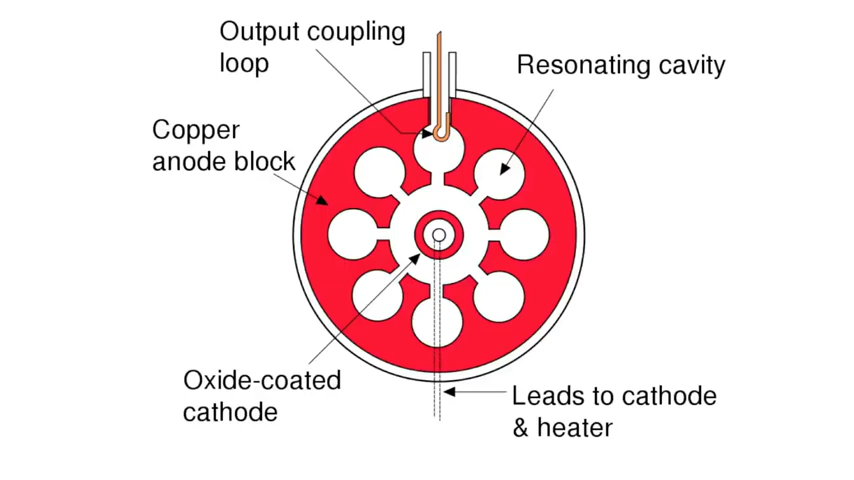 Output coupling
loop
Resonating cavity
Copper
anode block
Oxide-coated
cathode
Leads to cathode
& heater